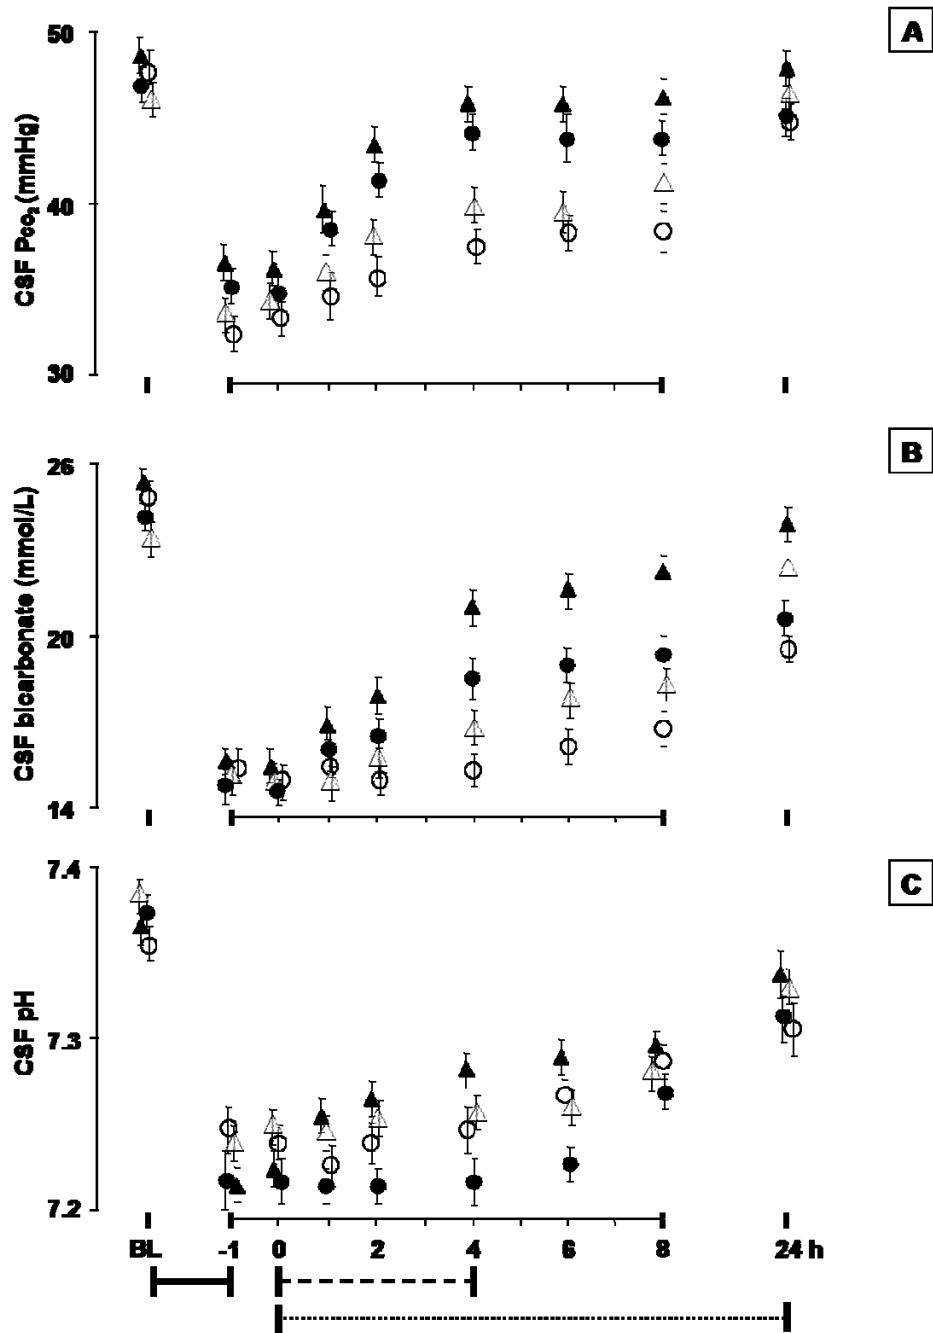 A
50
40
30
CSF Pco₂ (mmHg)
B
26
20
14
CSF bicarbonate (mmol/L)
C
7.4
7.3
7.2
CSF pH
BL -1 0 2 4 6 8 24 h